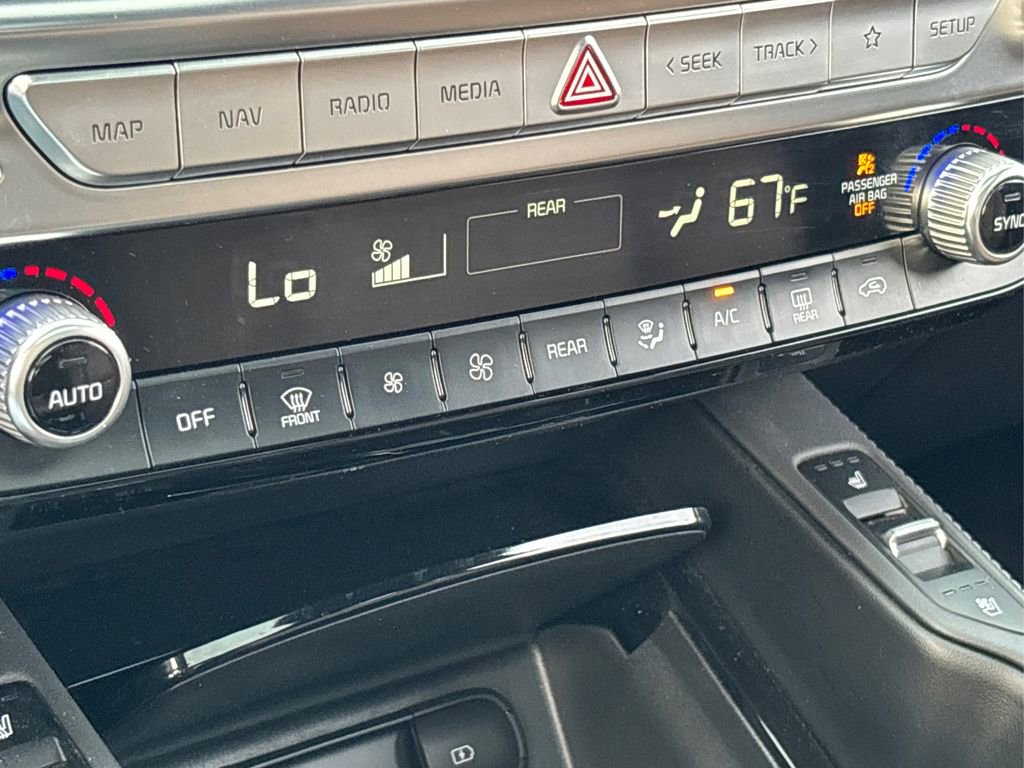 MAP
NAV
RADIO
MEDIA
< SEEK
TRACK >
SETUP
Lo
REAR
67°F
2
PASSENGER
AIR BAG
OFF
SYNC
AUTO
OFF
FRONT
REAR
A/C
REAR